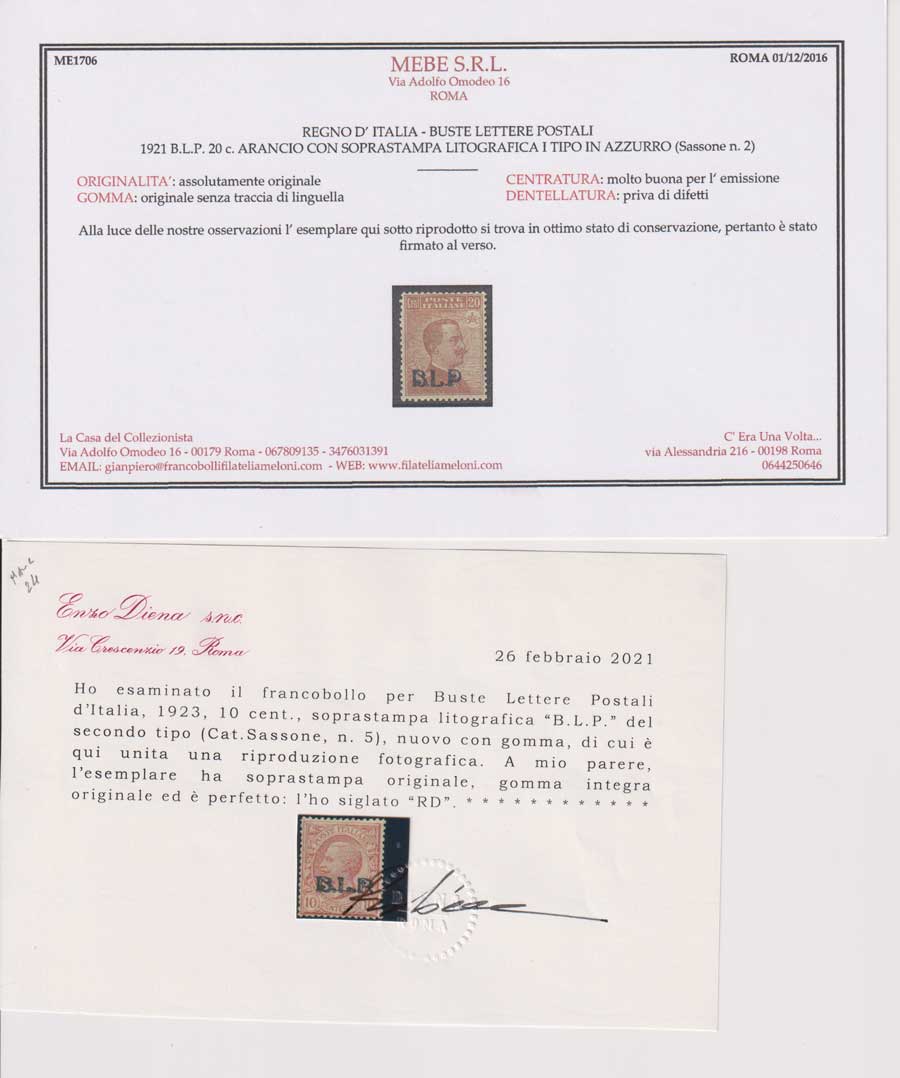 ME1706
MEBE S.R.L.
ROMA 01/12/2016
Via Adolfo Omodeo 16
ROMA
REGNO D' ITALIA - BUSTE LETTERE POSTALI
1921 B.L.P. 20 c. ARANCIO CON SOPRASTAMPA LITOGRAFICA I TIPO IN AZZURRO (Sassone n. 2)
ORIGINALITA': assolutamente originale
GOMMA: originale senza traccia di linguella
CENTRATURA: molto buona per l' emissione
DENTELLATURA: priva di difetti
Alla luce delle nostre osservazioni l' esemplare qui sotto riprodotto si trova in ottimo stato di conservazione, pertanto è stato
firmato al verso.
POSTE 20
ITALIANE
B.L.P
La Casa del Collezionista
Via Adolfo Omodeo 16 - 00179 Roma - 067809135 - 3476031391
EMAIL: gianpiero@francobollifilateliameloni.com - WEB: www.filateliameloni.com
C' Era Una Volta...
via Alessandria 216 - 00198 Roma
0644250646
24
Enzo Diena s.n.c.
Via Crescenzio 19, Roma
26 febbraio 2021
Ho esaminato il francobollo per Buste Lettere Postali
d'Italia, 1923, 10 cent., soprastampa litografica "B.L.P." del
secondo tipo (Cat.Sassone, n. 5), nuovo con gomma, di cui è
qui unita una riproduzione fotografica. A mio parere,
l'esemplare ha soprastampa originale, gomma integra
originale ed è perfetto: l'ho siglato "RD". * * * * * * * * * * * *
POSTE ITALIANE
B.L.P
10
ROMA